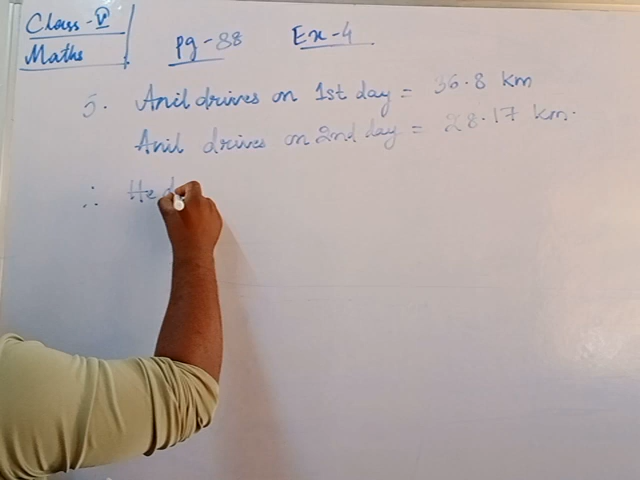 Class - V
Maths
Pg - 88
Ex - 4
5. Anil drives on 1st day = 36.8 km
Anil drives on 2nd day = 28.17 km.
∴ He d